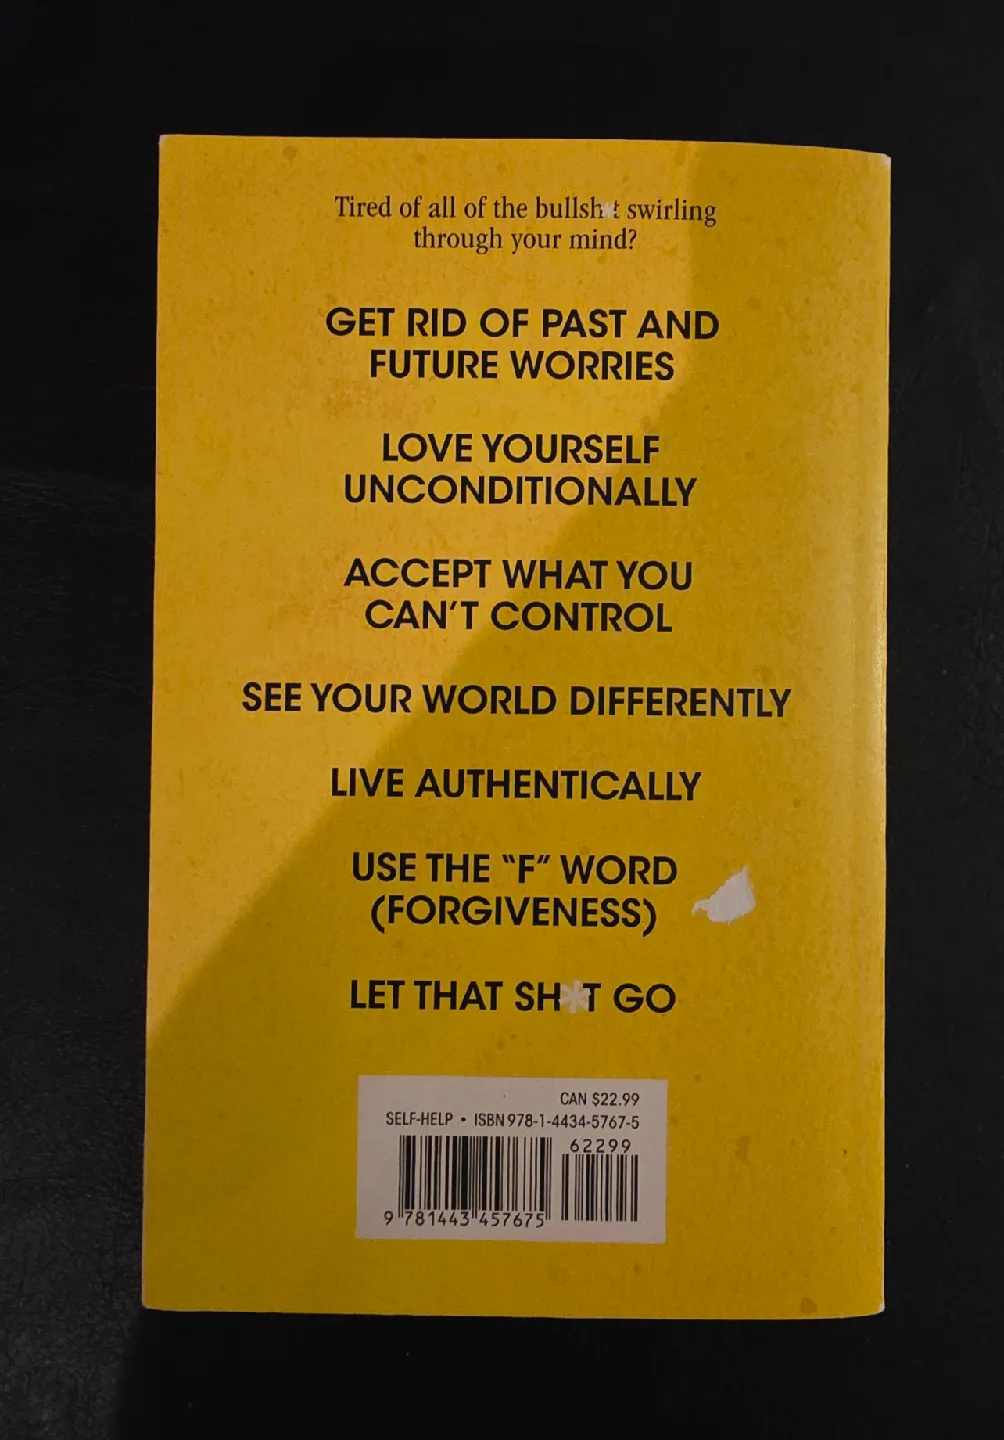 Tired of all of the bullsh*t swirling
through your mind?
GET RID OF PAST AND
FUTURE WORRIES
LOVE YOURSELF
UNCONDITIONALLY
ACCEPT WHAT YOU
CAN'T CONTROL
SEE YOUR WORLD DIFFERENTLY
LIVE AUTHENTICALLY
USE THE "F" WORD
(FORGIVENESS)
LET THAT SH*T GO
CAN $22.99
SELF-HELP • ISBN 978-1-4434-5767-5
62299
9 781443 457675